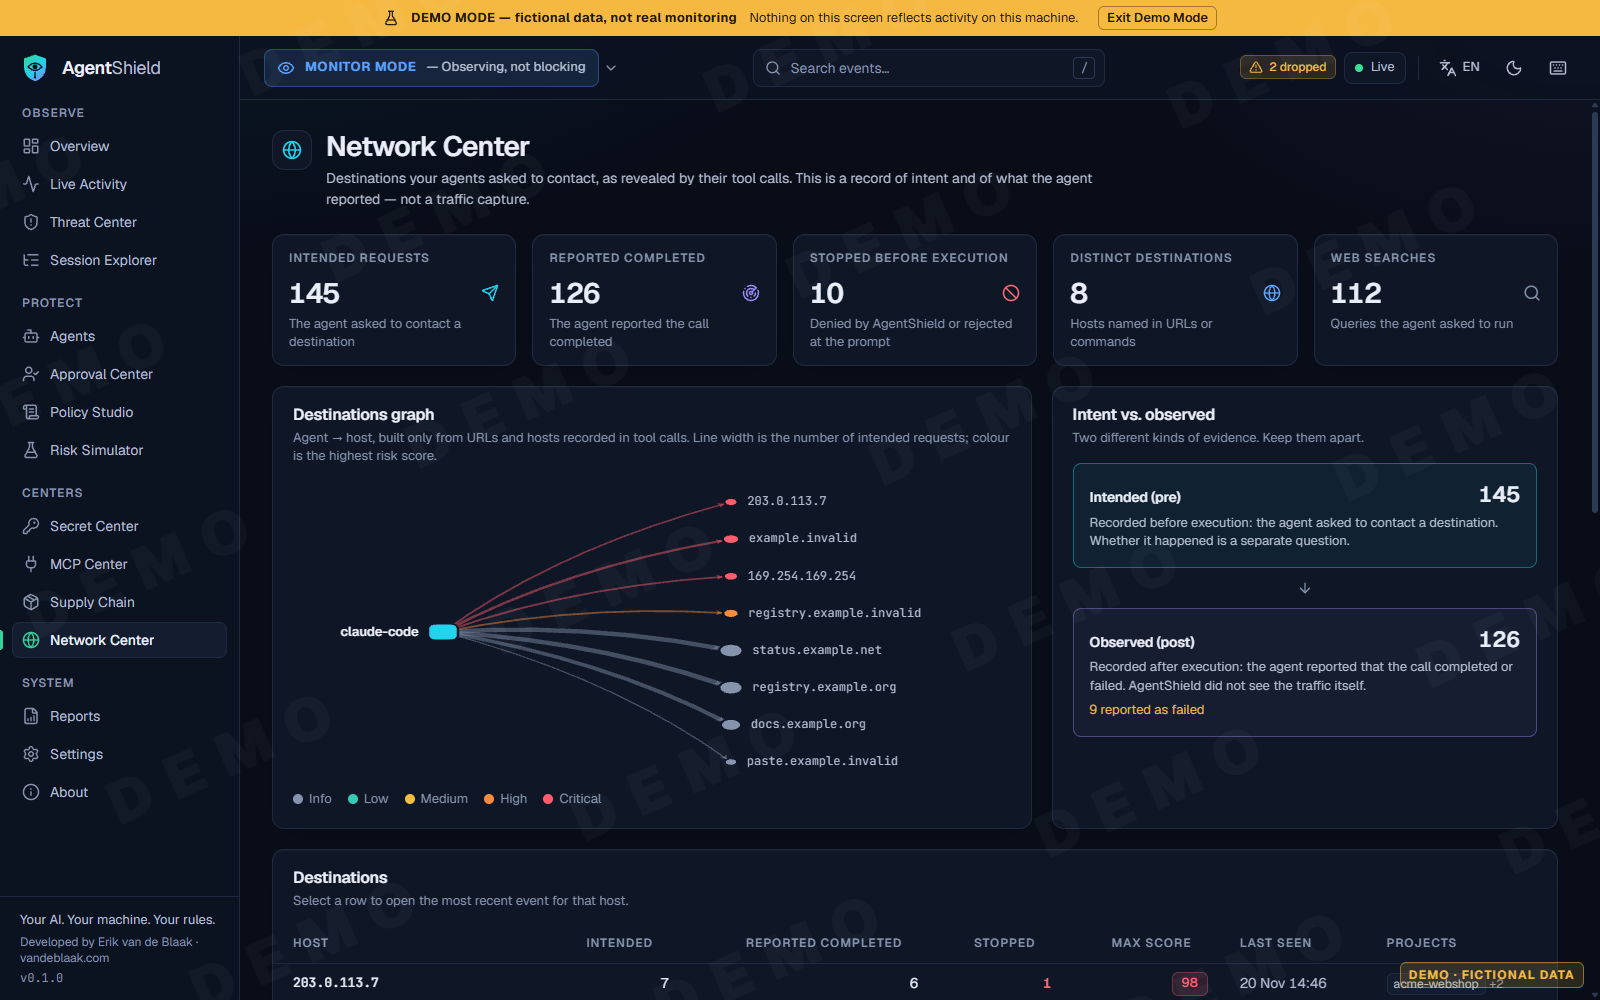 DEMO MODE — fictional data, not real monitoring Nothing on this screen reflects activity on this machine. Exit Demo Mode
AgentShield
MONITOR MODE — Observing, not blocking
Search events... /
2 dropped
Live
EN
OBSERVE
Overview
Live Activity
Threat Center
Session Explorer
PROTECT
Agents
Approval Center
Policy Studio
Risk Simulator
CENTERS
Secret Center
MCP Center
Supply Chain
Network Center
SYSTEM
Reports
Settings
About
Your AI. Your machine. Your rules.
Developed by Erik van de Blaak ·
vandeblaak.com
v0.1.0
Network Center
Destinations your agents asked to contact, as revealed by their tool calls. This is a record of intent and of what the agent
reported — not a traffic capture.
INTENDED REQUESTS
145
The agent asked to contact a
destination
REPORTED COMPLETED
126
The agent reported the call
completed
STOPPED BEFORE EXECUTION
10
Denied by AgentShield or rejected
at the prompt
DISTINCT DESTINATIONS
8
Hosts named in URLs or
commands
WEB SEARCHES
112
Queries the agent asked to run
Destinations graph
Agent → host, built only from URLs and hosts recorded in tool calls. Line width is the number of intended requests; colour
is the highest risk score.
claude-code
203.0.113.7
example.invalid
169.254.169.254
registry.example.invalid
status.example.net
registry.example.org
docs.example.org
paste.example.invalid
Info Low Medium High Critical
Intent vs. observed
Two different kinds of evidence. Keep them apart.
Intended (pre) 145
Recorded before execution: the agent asked to contact a destination.
Whether it happened is a separate question.
Observed (post) 126
Recorded after execution: the agent reported that the call completed or
failed. AgentShield did not see the traffic itself.
9 reported as failed
Destinations
Select a row to open the most recent event for that host.
HOST INTENDED REPORTED COMPLETED STOPPED MAX SCORE LAST SEEN PROJECTS
203.0.113.7 7 6 1 98 20 Nov 14:46 acme-webshop +2
DEMO · FICTIONAL DATA
DEMO